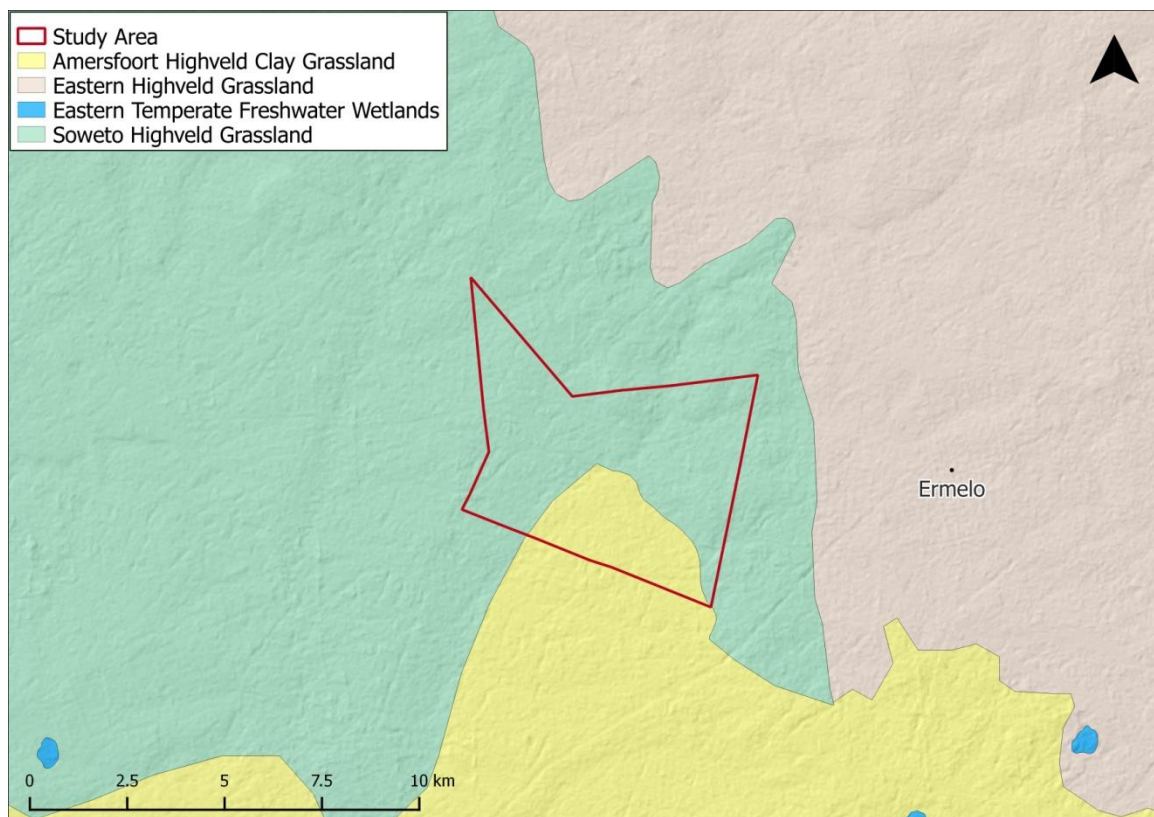 Study Area
Amersfoort Highveld Clay Grassland
Eastern Highveld Grassland
Eastern Temperate Freshwater Wetlands
Soweto Highveld Grassland
Ermelo
0 2.5 5 7.5 10 km